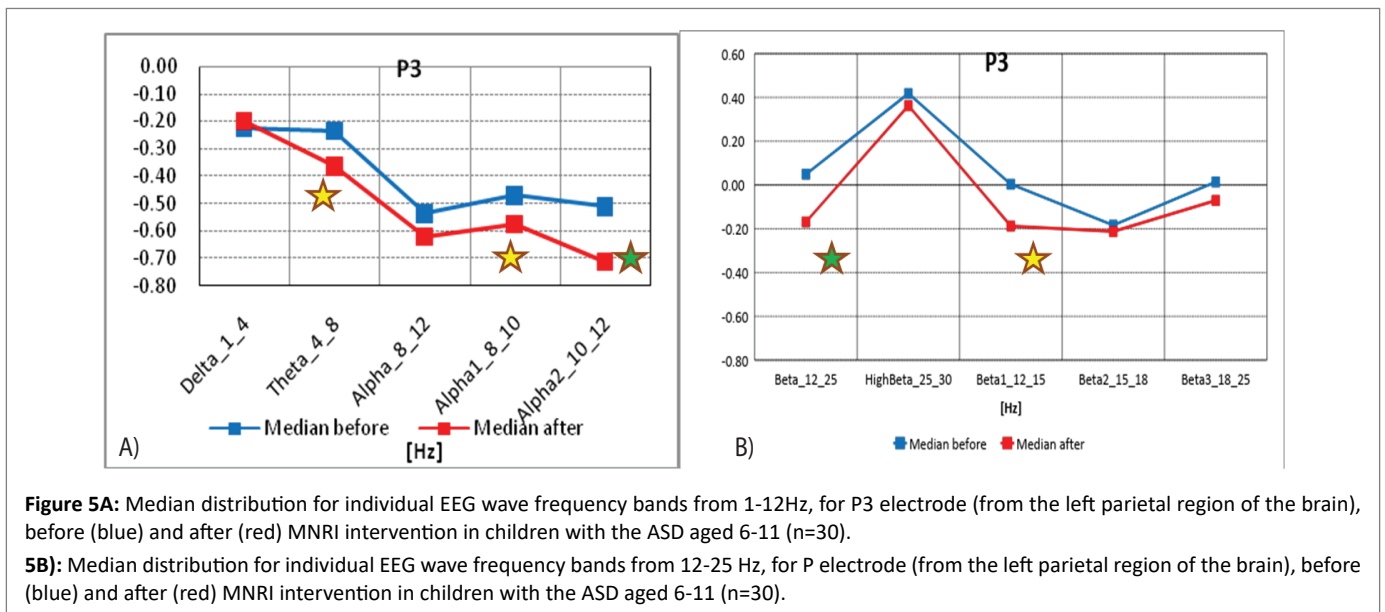 P3
0.00
-0.10
-0.20
-0.30
-0.40
-0.50
-0.60
-0.70
-0.80
Delta_1_4
Theta_4_8
Alpha_8_12
Alpha1_8_10
Alpha2_10_12
Median before
Median after
[Hz]
A)
P3
0.60
0.40
0.20
0.00
-0.20
-0.40
-0.60
-0.80
Beta_12_25
HighBeta_25_30
Beta1_12_15
Beta2_15_18
Beta3_18_25
[Hz]
Median before
Median after
B)
Figure 5A: Median distribution for individual EEG wave frequency bands from 1-12Hz, for P3 electrode (from the left parietal region of the brain),
before (blue) and after (red) MNRI intervention in children with the ASD aged 6-11 (n=30).
5B): Median distribution for individual EEG wave frequency bands from 12-25 Hz, for P electrode (from the left parietal region of the brain), before
(blue) and after (red) MNRI intervention in children with the ASD aged 6-11 (n=30).